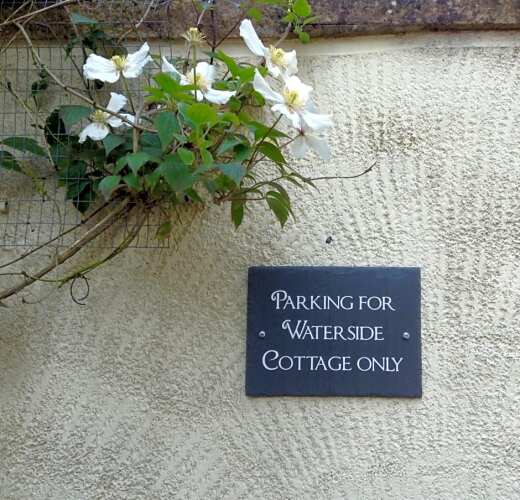 PARKING FOR
WATERSIDE
COTTAGE ONLY